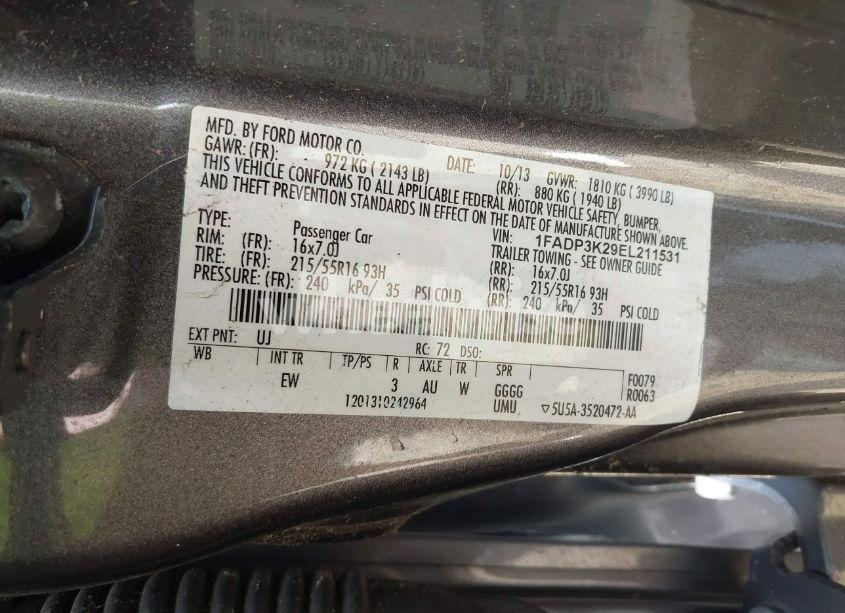 MFD. BY FORD MOTOR CO.
DATE: 10/13 GVWR: 1810 KG ( 3990 LB)
GAWR: (FR): 972 KG ( 2143 LB) (RR): 880 KG ( 1940 LB)
THIS VEHICLE CONFORMS TO ALL APPLICABLE FEDERAL MOTOR VEHICLE SAFETY, BUMPER,
AND THEFT PREVENTION STANDARDS IN EFFECT ON THE DATE OF MANUFACTURE SHOWN ABOVE.
VIN: 1FADP3K29EL211531
TYPE: Passenger Car TRAILER TOWING - SEE OWNER GUIDE
RIM: (FR): 16x7.0J (RR): 16x7.0J
TIRE: (FR): 215/55R16 93H (RR): 215/55R16 93H
PRESSURE: (FR): 240 kPa/ 35 PSI COLD (RR): 240 kPa/ 35 PSI COLD
EXT PNT: UJ RC: 72 DSO:
WB INT TR TP/PS R AXLE TR SPR F0079
EW 3 AU W GGGG R0063
1201310242964 UMU ▽5U5A-3520472-AA